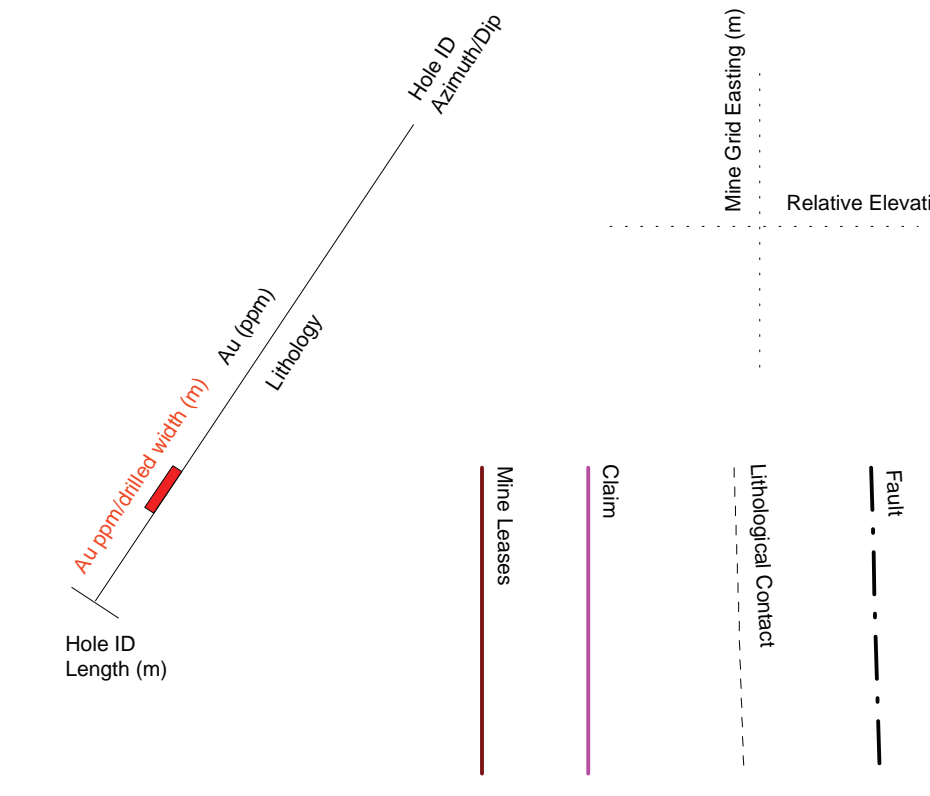 Hole ID
Azimuth/Dip
Mine Grid Easting (m)
Relative Elevati
Au (ppm)
Lithology
Au ppm/drilled width (m)
Hole ID
Length (m)
Mine Leases
Claim
Lithological Contact
Fault